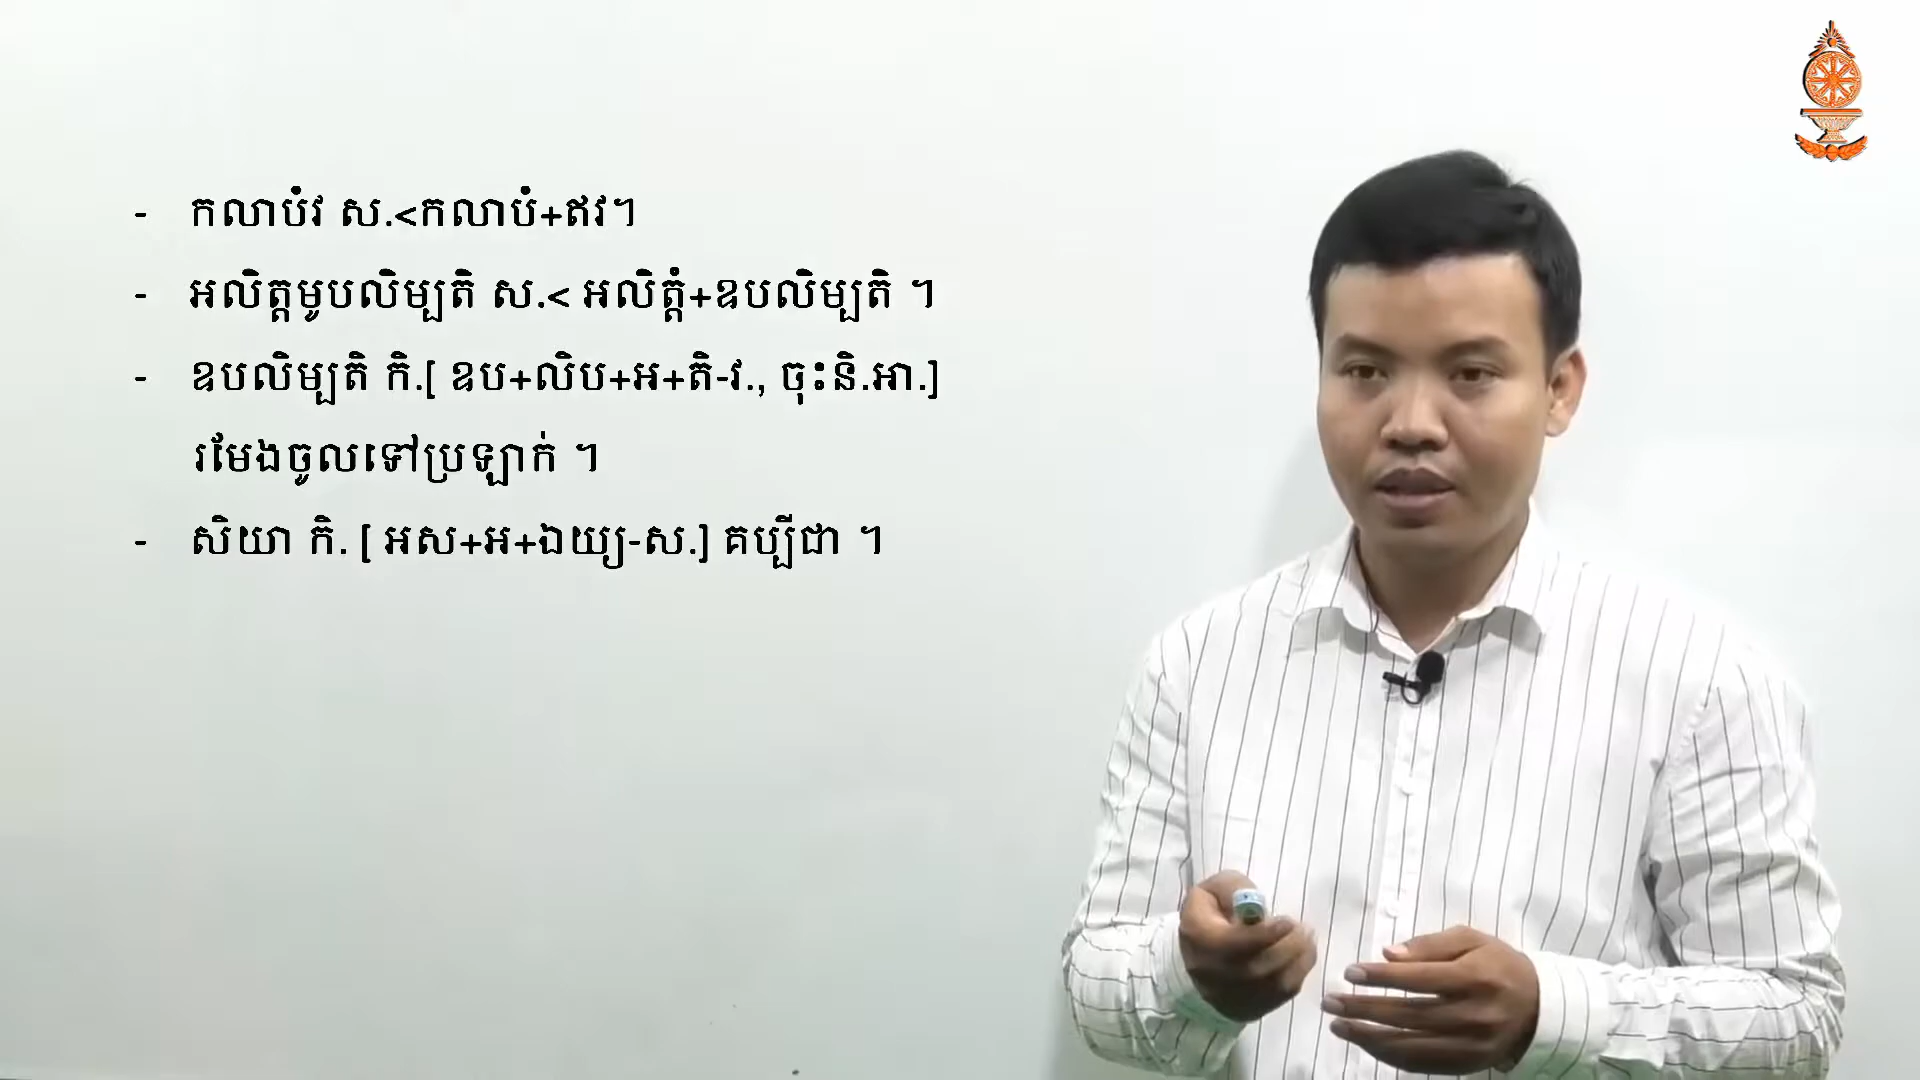 - កលាបំវ ស.<កលាបំ+ឥវ។
- អលិត្តមូបលិម្បតិ ស.< អលិត្តំ+ឧបលិម្បតិ ។
- ឧបលិម្បតិ កិ.[ ឧប+លិប+អ+តិ-វ., ចុះនិ.អា.]
រមែងចូលទៅប្រឡាក់ ។
- សិយា កិ. [ អស+អ+ឯយ្យ-ស.] គប្បីជា ។